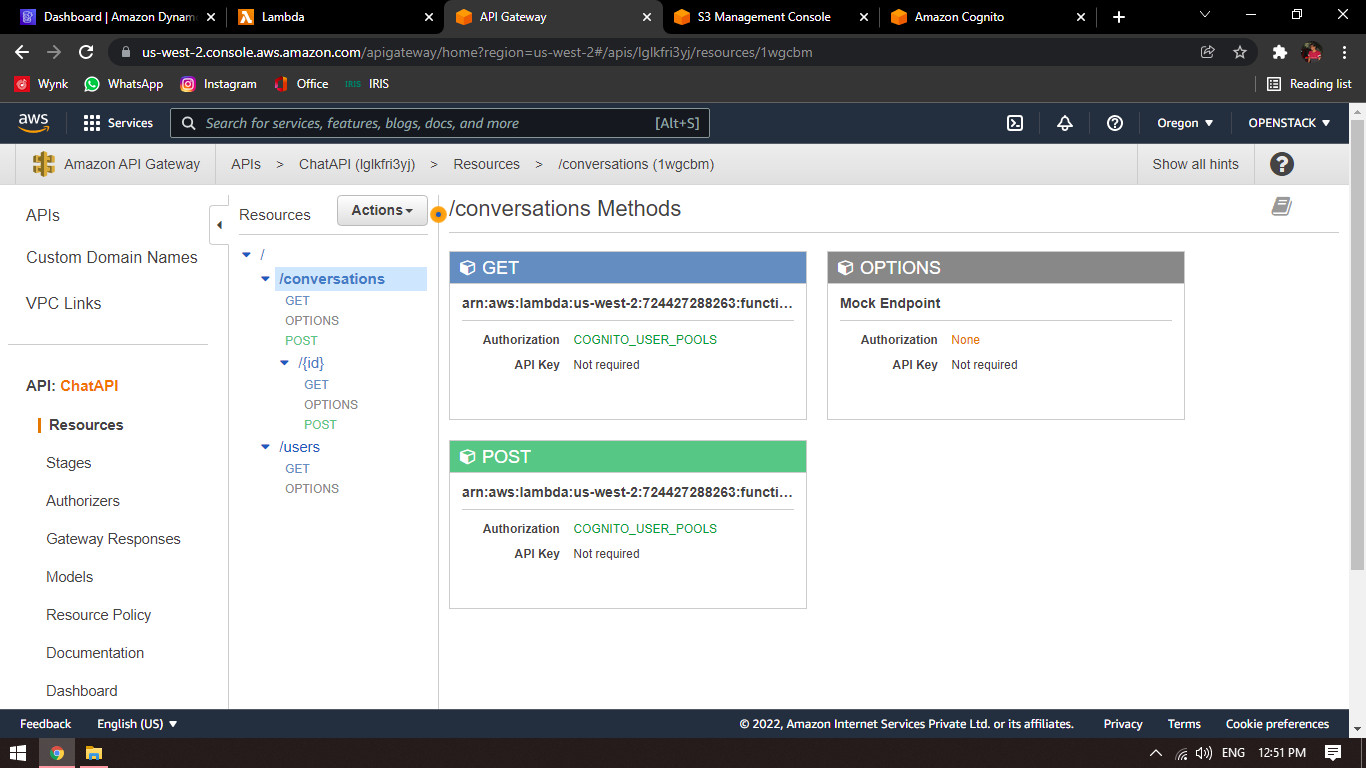 Dashboard | Amazon Dynam
Lambda
API Gateway
S3 Management Console
Amazon Cognito
us-west-2.console.aws.amazon.com/apigateway/home?region=us-west-2#/apis/lglkfri3yj/resources/1wgcbm
Wynk
WhatsApp
Instagram
Office
IRIS IRIS
Reading list
aws
Services
Search for services, features, blogs, docs, and more [Alt+S]
Oregon
OPENSTACK
Amazon API Gateway
APIs > ChatAPI (lglkfri3yj) > Resources > /conversations (1wgcbm)
Show all hints
?
APIs
Custom Domain Names
VPC Links
API: ChatAPI
Resources
Stages
Authorizers
Gateway Responses
Models
Resource Policy
Documentation
Dashboard
Resources
Actions
/
/conversations
GET
OPTIONS
POST
/{id}
GET
OPTIONS
POST
/users
GET
OPTIONS
/conversations Methods
GET
arn:aws:lambda:us-west-2:724427288263:functi...
Authorization COGNITO_USER_POOLS
API Key Not required
OPTIONS
Mock Endpoint
Authorization None
API Key Not required
POST
arn:aws:lambda:us-west-2:724427288263:functi...
Authorization COGNITO_USER_POOLS
API Key Not required
Feedback
English (US)
© 2022, Amazon Internet Services Private Ltd. or its affiliates.
Privacy
Terms
Cookie preferences
ENG
12:51 PM